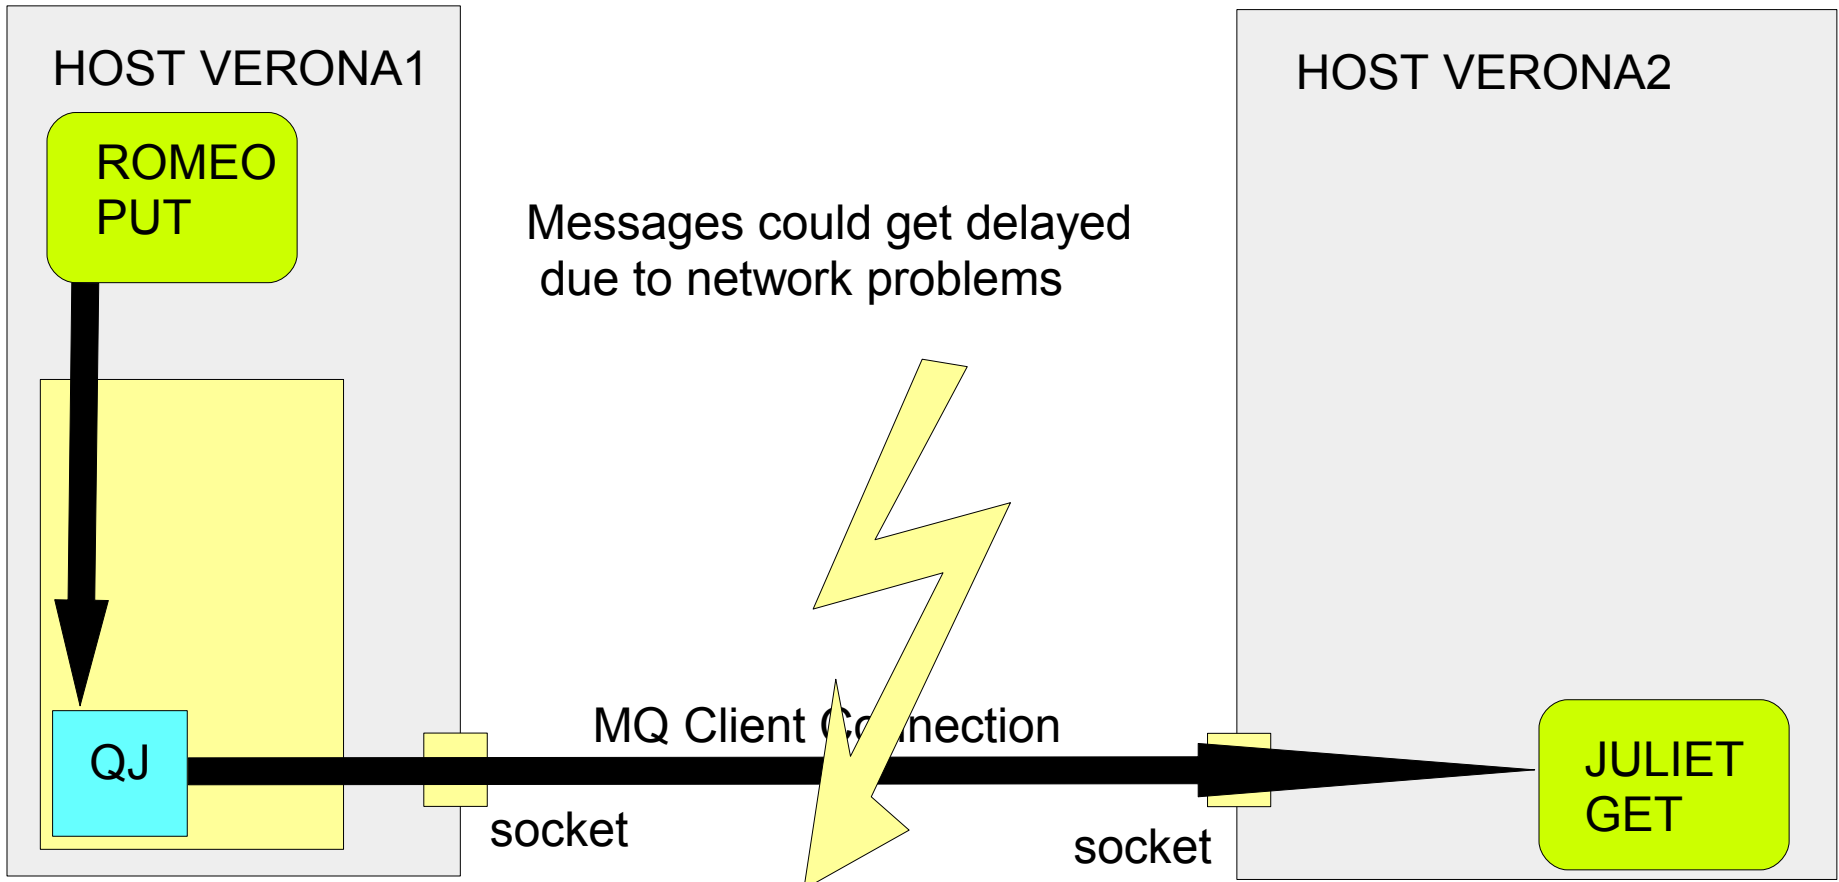 HOST VERONA1
HOST VERONA2
ROMEO
PUT
Messages could get delayed
due to network problems
MQ Client Connection
QJ
JULIET
GET
socket
socket